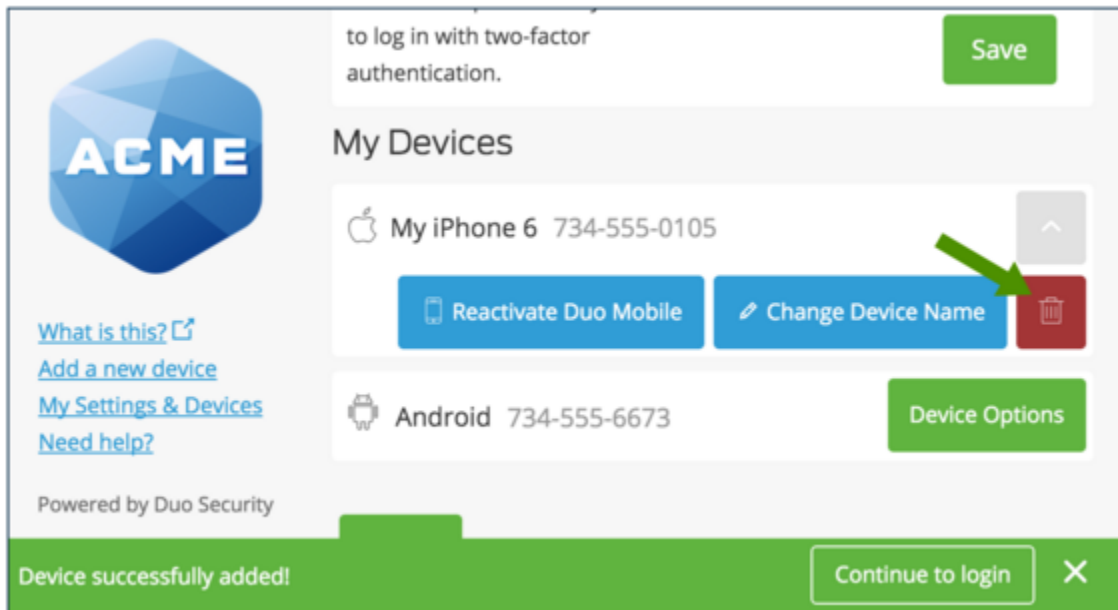 to log in with two-factor
authentication.
Save
ACME
My Devices
My iPhone 6 734-555-0105
Reactivate Duo Mobile
Change Device Name
What is this?
Add a new device
My Settings & Devices
Need help?
Android 734-555-6673
Device Options
Powered by Duo Security
Device successfully added!
Continue to login